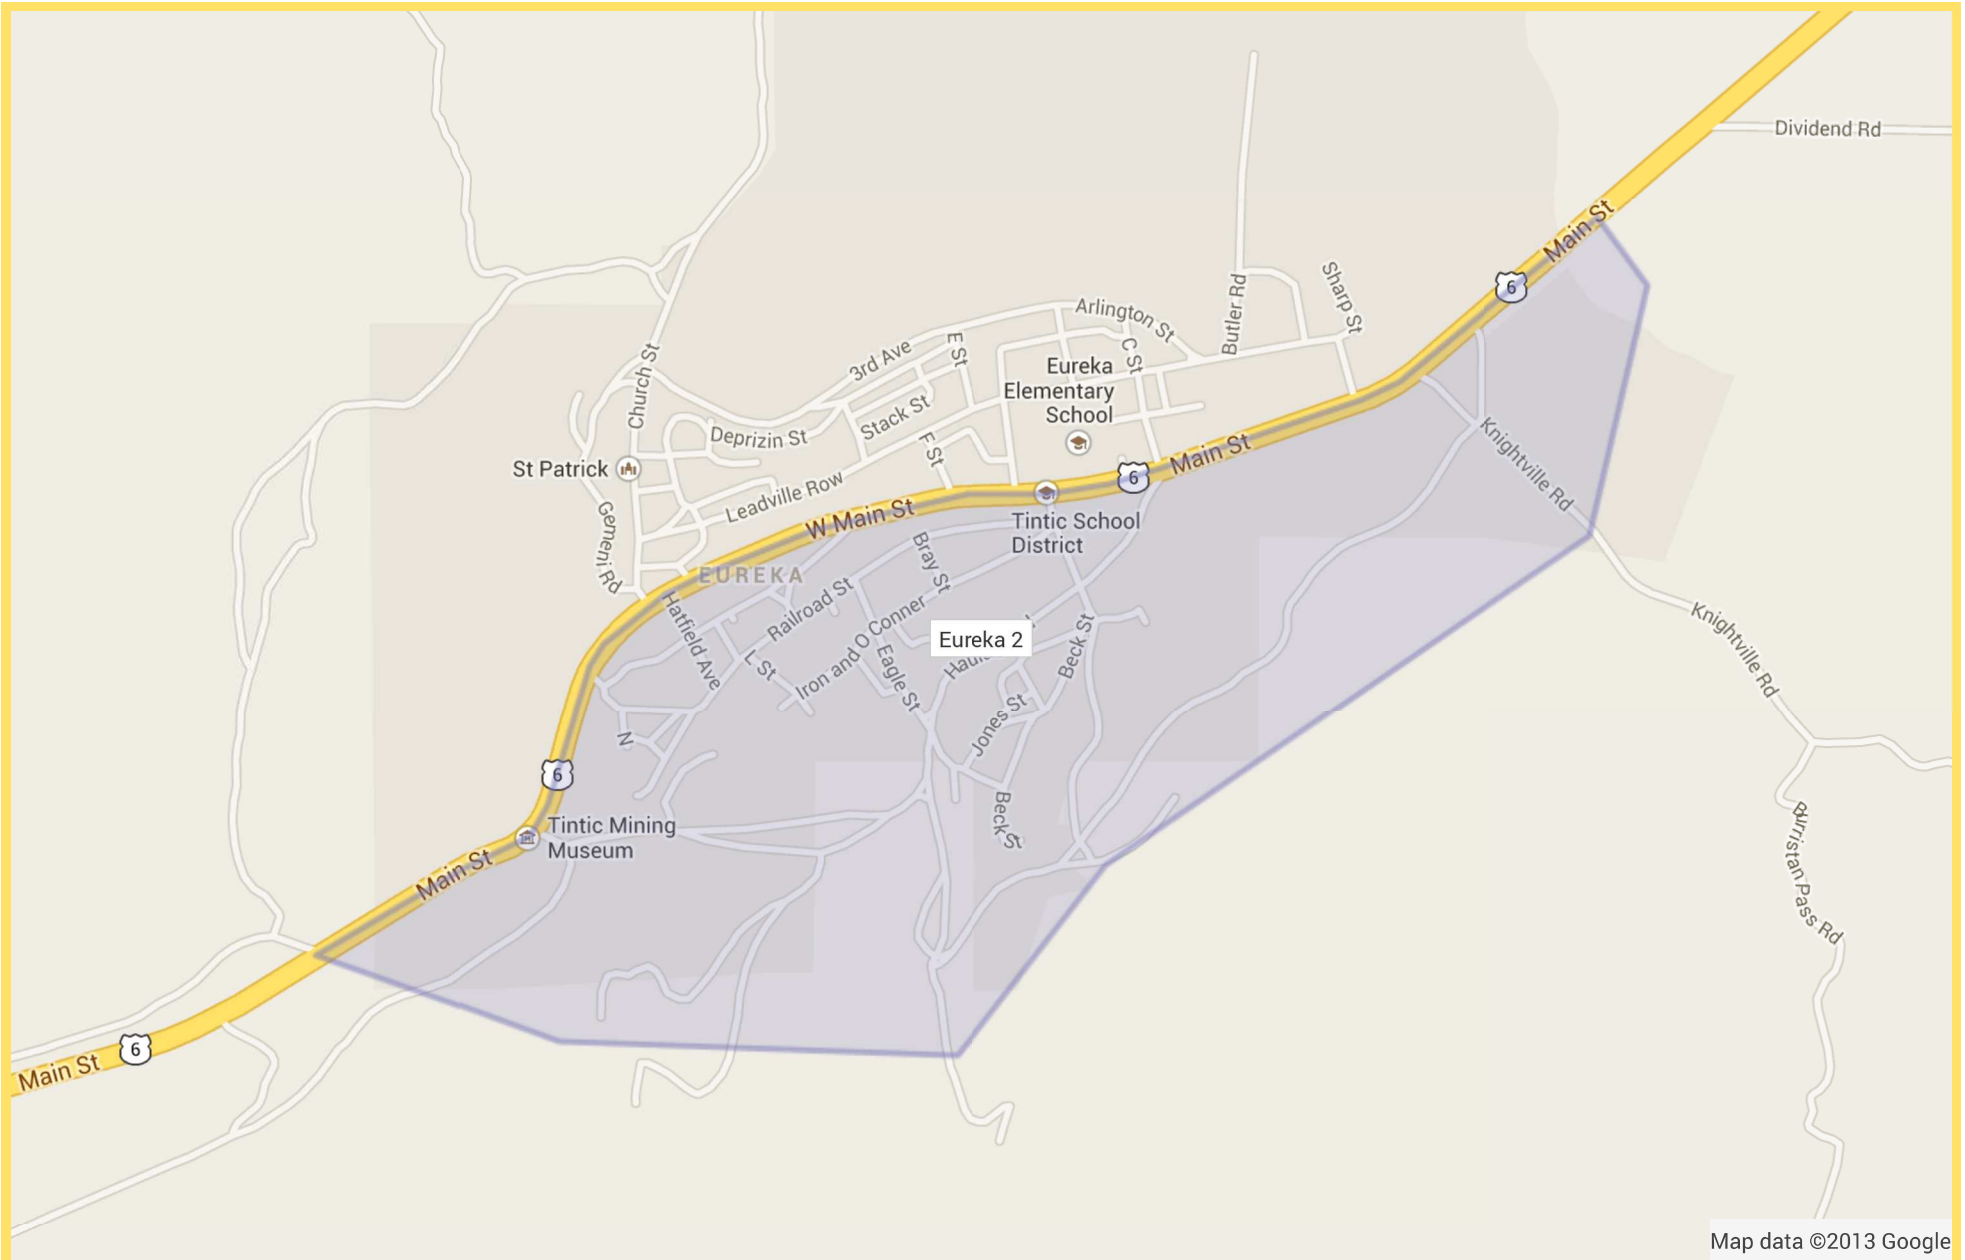 Dividend Rd
Main St
6
Sharp St
Butler Rd
Arlington St
C St
E St
3rd Ave
Church St
Eureka
Elementary
School
Stack St
Deprizin St
F St
St Patrick
Leadville Row
6
Main St
Knightville Rd
W Main St
Gemeni Rd
Tintic School
District
EUREKA
Bray St
Railroad St
Hatfield Ave
Iron and O Conner
L St
Eagle St
Eureka 2
Beck St
Knightville Rd
Jones St
N
6
Beck St
Tintic Mining
Museum
Main St
Burristan Pass Rd
6
Main St
Map data ©2013 Google